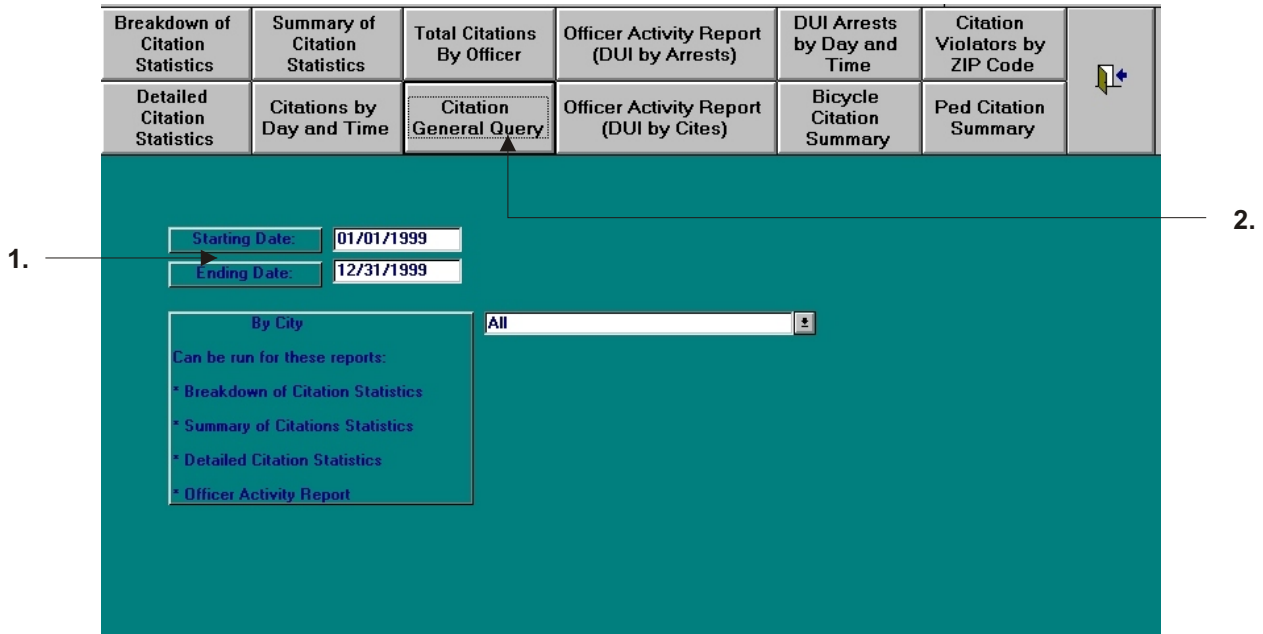 Breakdown of
Citation
Statistics
Summary of
Citation
Statistics
Total Citations
By Officer
Officer Activity Report
(DUI by Arrests)
DUI Arrests
by Day and
Time
Citation
Violators by
ZIP Code
Detailed
Citation
Statistics
Citations by
Day and Time
Citation
General Query
Officer Activity Report
(DUI by Cites)
Bicycle
Citation
Summary
Ped Citation
Summary
2.
1.
Starting Date: 01/01/1999
Ending Date: 12/31/1999
By City All
Can be run for these reports:
* Breakdown of Citation Statistics
* Summary of Citations Statistics
* Detailed Citation Statistics
* Officer Activity Report